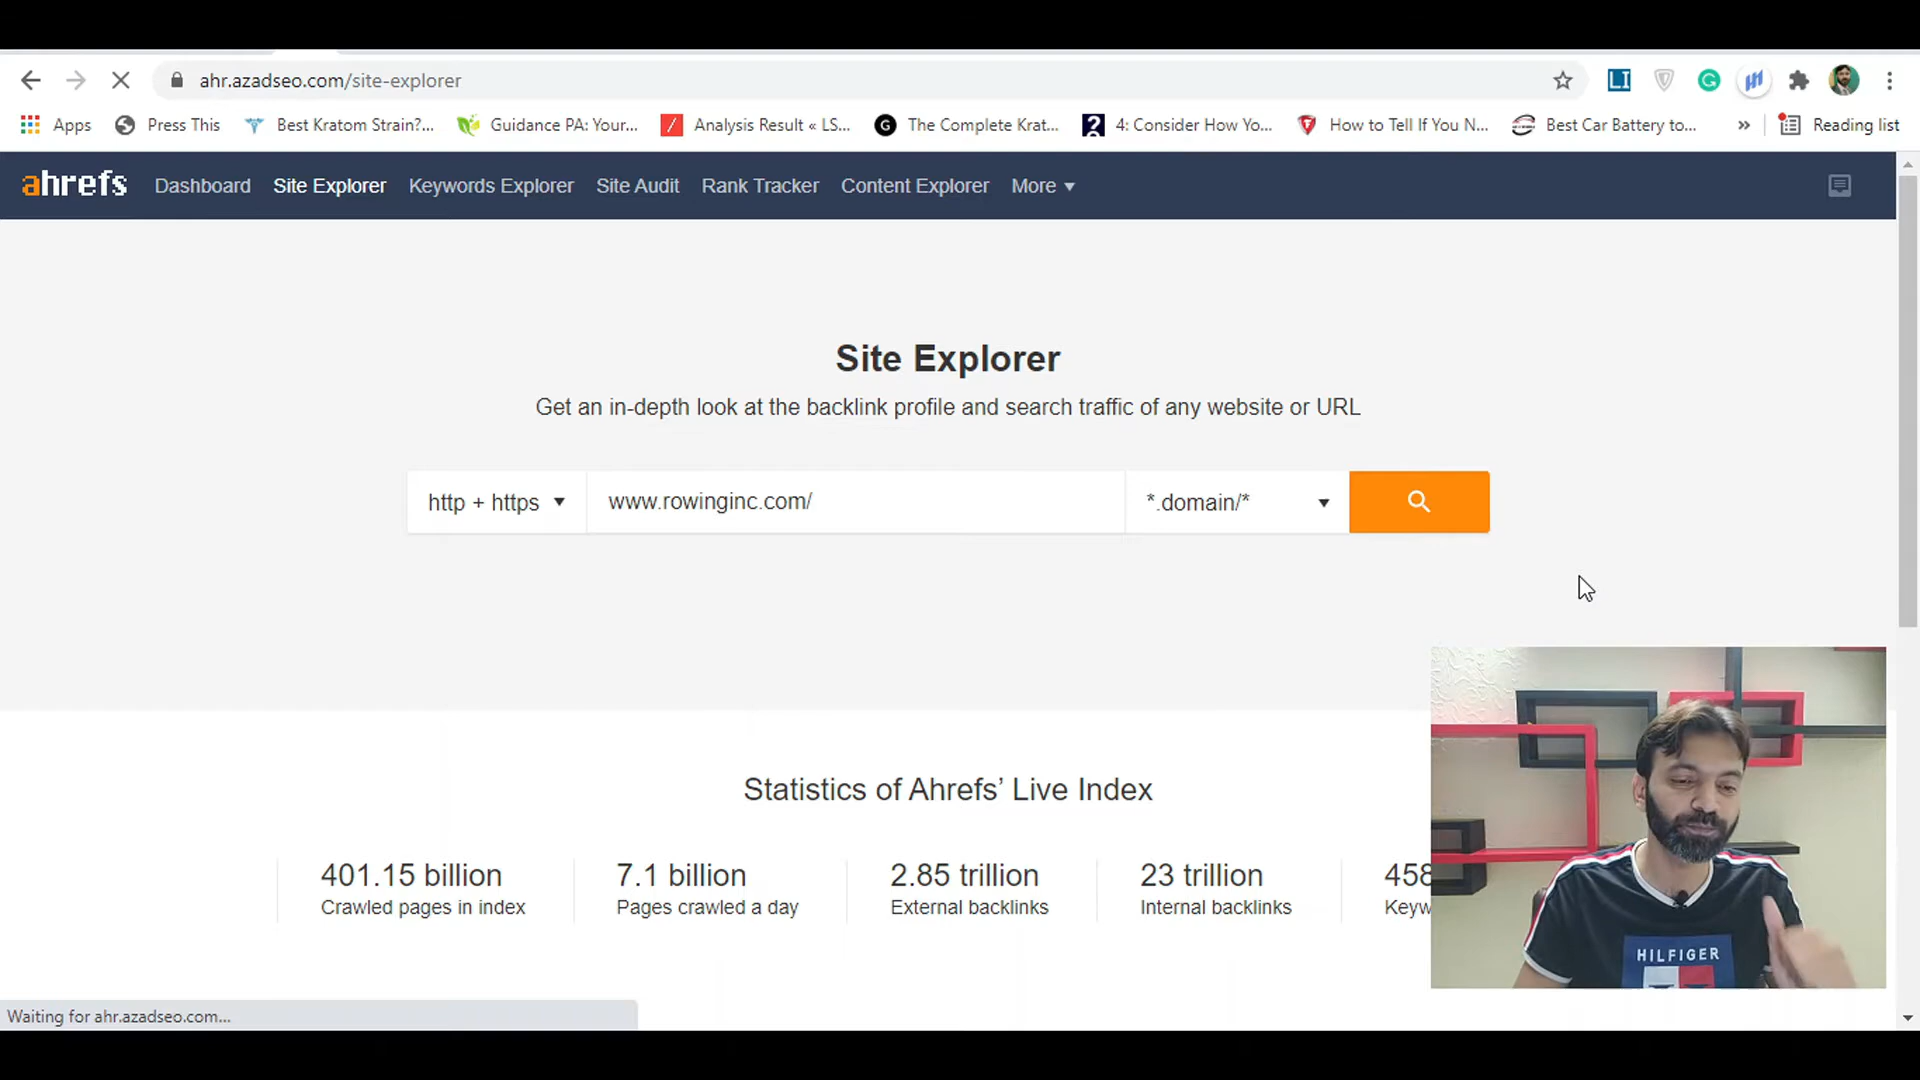 ahr.azadseo.com/site-explorer
Apps Press This Best Kratom Strain?... Guidance PA: Your... Analysis Result « LS... The Complete Krat... 4: Consider How Yo... How to Tell If You N... Best Car Battery to... » Reading list
ahrefs Dashboard Site Explorer Keywords Explorer Site Audit Rank Tracker Content Explorer More
Site Explorer
Get an in-depth look at the backlink profile and search traffic of any website or URL
http + https www.rowinginc.com/ *.domain/*
Statistics of Ahrefs’ Live Index
401.15 billion 7.1 billion 2.85 trillion 23 trillion 458
Crawled pages in index Pages crawled a day External backlinks Internal backlinks Keyw
HILFIGER
Waiting for ahr.azadseo.com...